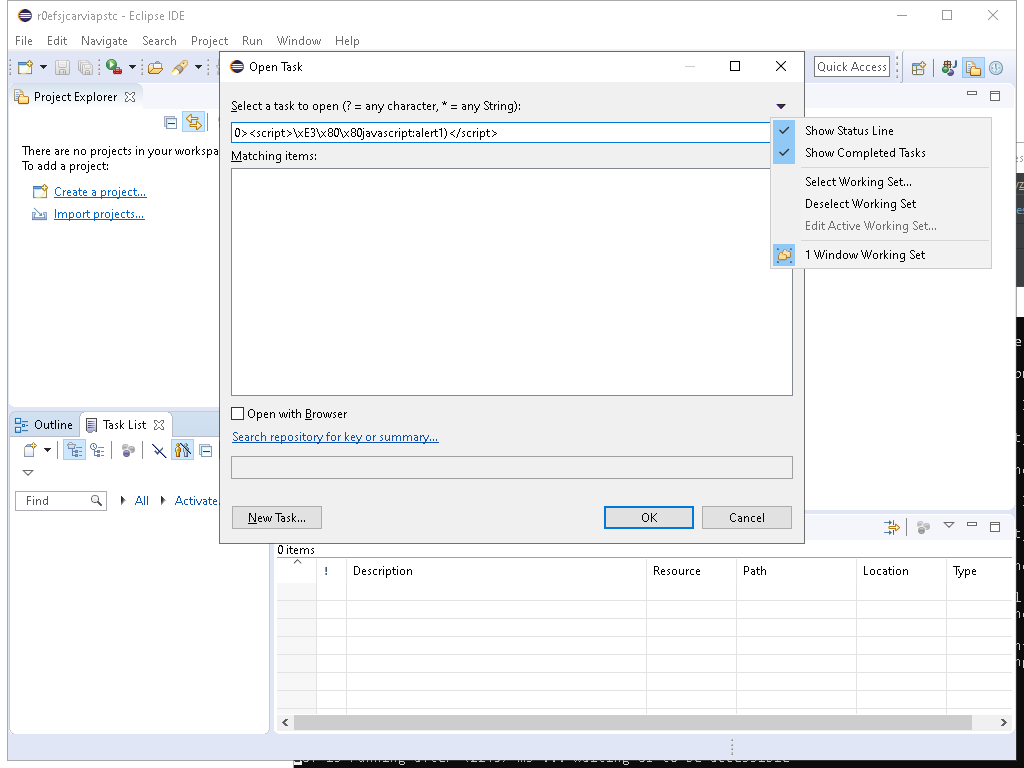 r0efsjcarviapstc - Eclipse IDE
File Edit Navigate Search Project Run Window Help
Open Task
Quick Access
Project Explorer
Select a task to open (? = any character, * = any String):
0><script>\xE3\x80\x80javascript:alert1)</script>
Matching items:
Show Status Line
Show Completed Tasks
Select Working Set...
Deselect Working Set
Edit Active Working Set...
1 Window Working Set
There are no projects in your workspa
To add a project:
Create a project...
Import projects...
Open with Browser
Search repository for key or summary...
Outline Task List
Find All Activate
New Task... OK Cancel
0 items
! Description Resource Path Location Type